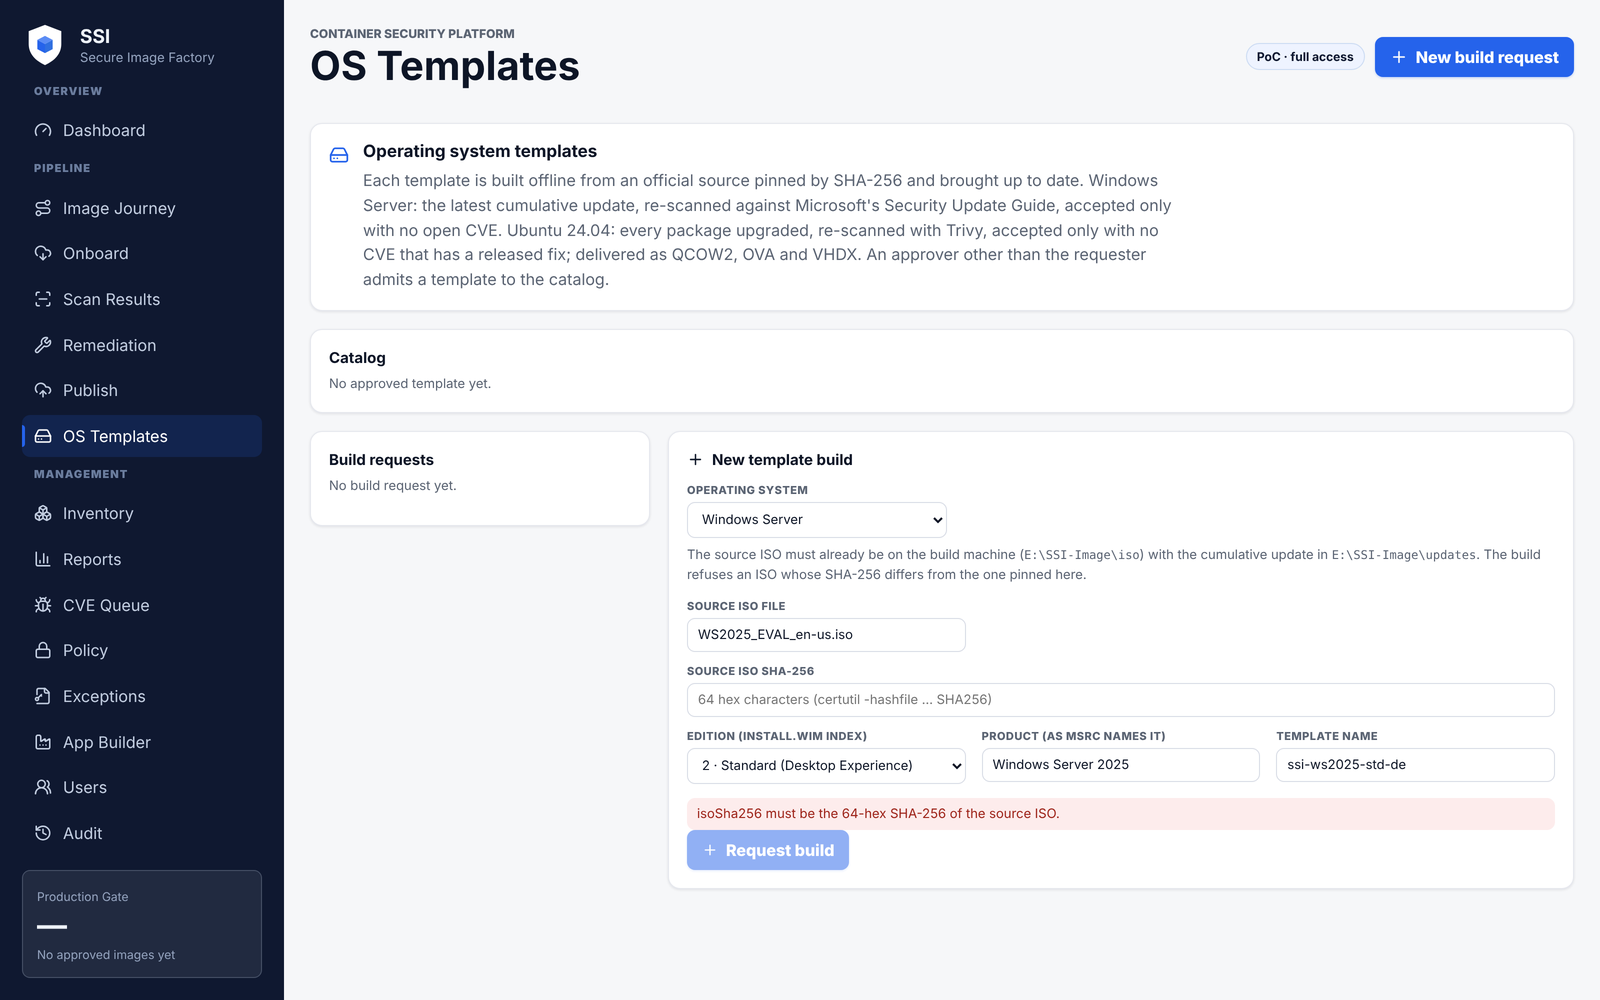 SSI
Secure Image Factory
OVERVIEW
Dashboard
PIPELINE
Image Journey
Onboard
Scan Results
Remediation
Publish
OS Templates
MANAGEMENT
Inventory
Reports
CVE Queue
Policy
Exceptions
App Builder
Users
Audit
Production Gate
—
No approved images yet
CONTAINER SECURITY PLATFORM
OS Templates
PoC · full access
+ New build request
Operating system templates
Each template is built offline from an official source pinned by SHA-256 and brought up to date. Windows
Server: the latest cumulative update, re-scanned against Microsoft's Security Update Guide, accepted only
with no open CVE. Ubuntu 24.04: every package upgraded, re-scanned with Trivy, accepted only with no
CVE that has a released fix; delivered as QCOW2, OVA and VHDX. An approver other than the requester
admits a template to the catalog.
Catalog
No approved template yet.
Build requests
No build request yet.
+ New template build
OPERATING SYSTEM
Windows Server
The source ISO must already be on the build machine (E:\SSI-Image\iso) with the cumulative update in E:\SSI-Image\updates. The build
refuses an ISO whose SHA-256 differs from the one pinned here.
SOURCE ISO FILE
WS2025_EVAL_en-us.iso
SOURCE ISO SHA-256
64 hex characters (certutil -hashfile … SHA256)
EDITION (INSTALL.WIM INDEX) PRODUCT (AS MSRC NAMES IT) TEMPLATE NAME
2 · Standard (Desktop Experience) Windows Server 2025 ssi-ws2025-std-de
isoSha256 must be the 64-hex SHA-256 of the source ISO.
+ Request build